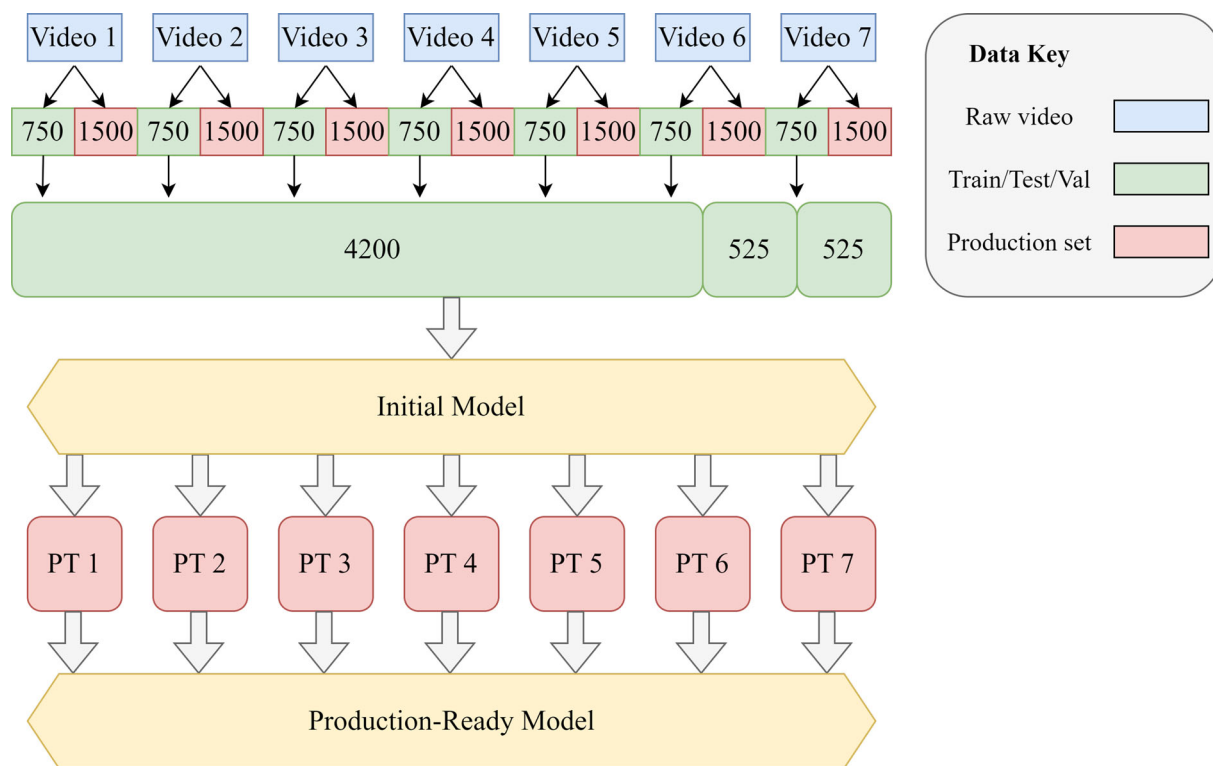 Video 1 Video 2 Video 3 Video 4 Video 5 Video 6 Video 7
750 1500 750 1500 750 1500 750 1500 750 1500 750 1500 750 1500
4200 525 525
Initial Model
PT 1 PT 2 PT 3 PT 4 PT 5 PT 6 PT 7
Production-Ready Model
Data Key
Raw video
Train/Test/Val
Production set